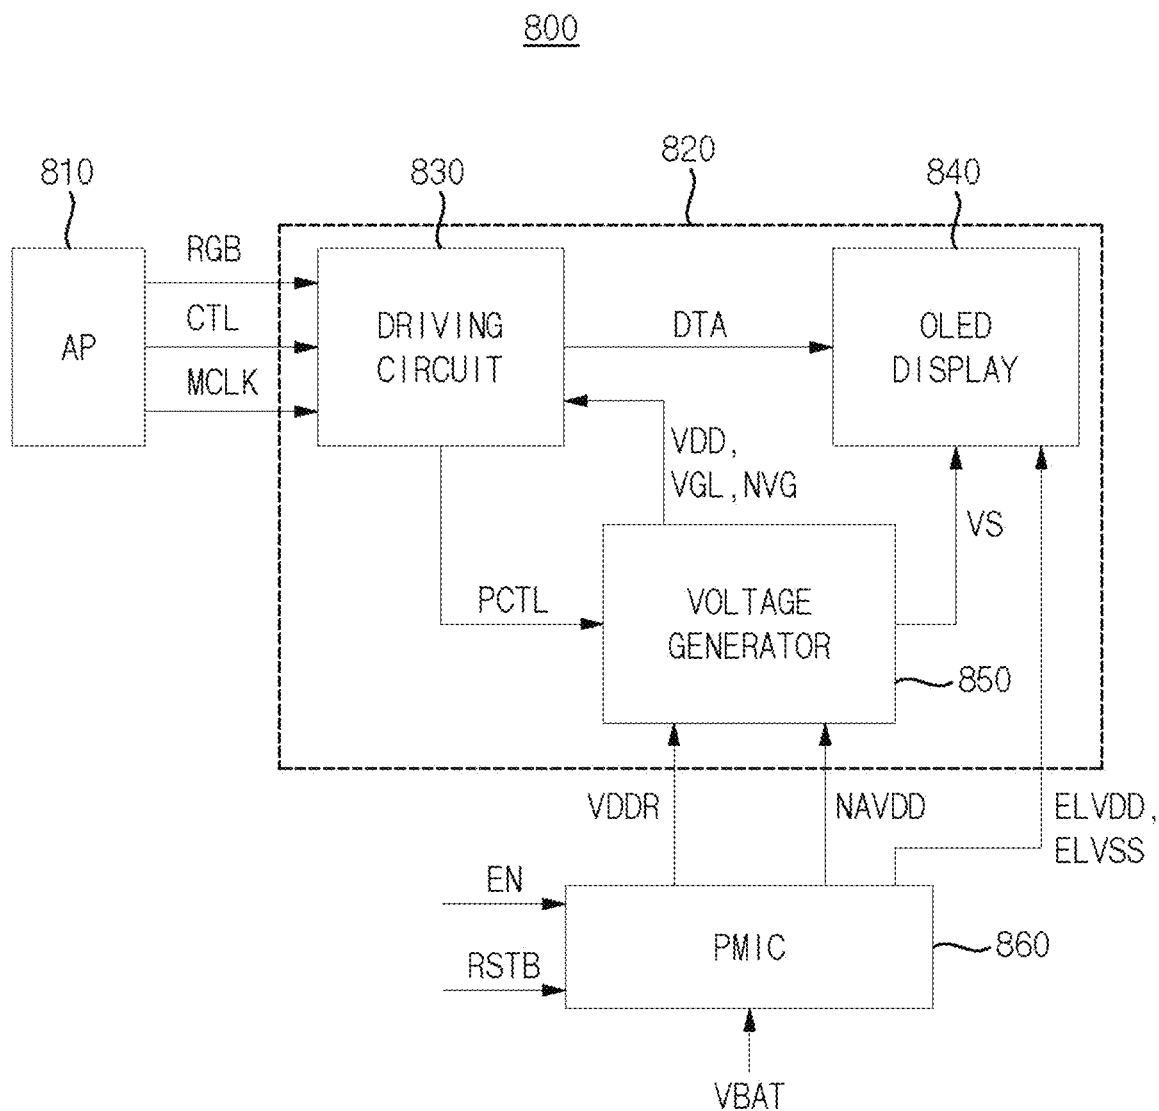 800
820
810
830
840
RGB
CTL
MCLK
AP
DRIVING
CIRCUIT
DTA
OLED
DISPLAY
VDD,
VGL,NVG
VS
PCTL
VOLTAGE
GENERATOR
850
VDDR
NAVDD
ELVDD,
ELVSS
EN
RSTB
PMIC
860
VBAT